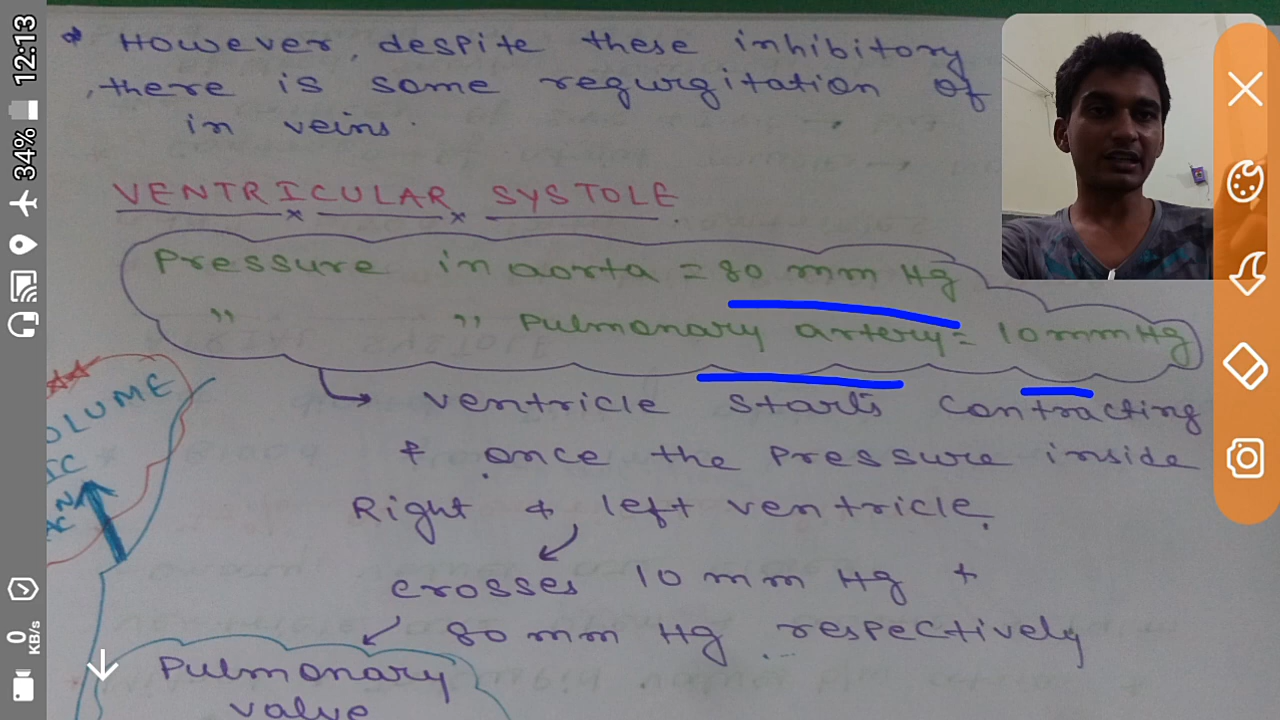 * However, despite these inhibitory
, there is some regurgitation of
in veins.
VENTRICULAR SYSTOLE
Pressure in aorta = 80 mm Hg
" " Pulmonary artery = 10 mm Hg
→ ventricle starts contracting
& once the pressure inside
Right & left ventricle
crosses 10 mm Hg +
80 mm Hg respectively
Pulmonary
valve
OLUME
IC
12:13
34%
0
KB/s